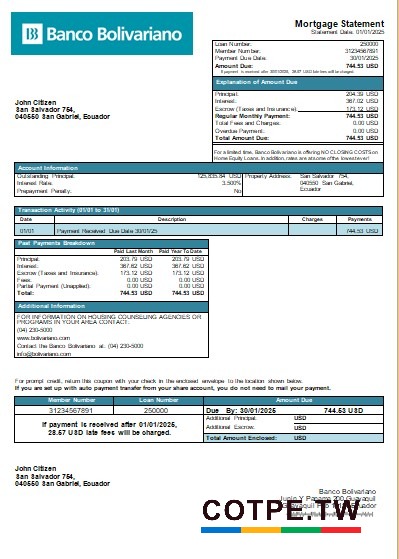 Banco Bolivariano
Mortgage Statement
Statement Date: 01/01/2025
Loan Number: 250000
Member Number: 31234567891
Payment Due Date: 30/01/2025
Amount Due: 744.53 USD
If payment is received after 30/01/2025, 28.57 USD late fees will be charged.
Explanation of Amount Due
Principal: 204.39 USD
Interest: 367.02 USD
Escrow (Taxes and Insurance): 173.12 USD
Regular Monthly Payment: 744.53 USD
Total Fees and Charges: 0.00 USD
Overdue Payment: 0.00 USD
Total Amount Due: 744.53 USD
John Citizen
San Salvador 754,
040550 San Gabriel, Ecuador
For a limited time, Banco Bolivariano is offering NO CLOSING COSTS on
Home Equity Loans. In addition, rates are at some of the lowest ever!
Account Information
Outstanding Principal: 125,835.84 USD
Interest Rate: 3.500%
Prepayment Penalty: No
Property Address: San Salvador 754,
040550 San Gabriel,
Ecuador
Transaction Activity (01/01 to 31/01)
Date Description Charges Payments
01/01 Payment Received Due Date 30/01/25 744.53 USD
Past Payments Breakdown
Paid Last Month Paid Year To Date
Principal: 203.79 USD 203.79 USD
Interest: 367.62 USD 367.62 USD
Escrow (Taxes and Insurance): 173.12 USD 173.12 USD
Fees: 0.00 USD 0.00 USD
Partial Payment (Unapplied): 0.00 USD 0.00 USD
Total: 744.53 USD 744.53 USD
Additional Information
FOR INFORMATION ON HOUSING COUNSELING AGENCIES OR
PROGRAMS IN YOUR AREA CONTACT:
(04) 230-5000
www.bolivariano.com
Contact the Banco Bolivariano at: (04) 230-5000
info@bolivariano.com
For prompt credit, return this coupon with your check in the enclosed envelope to the location shown below.
If you are set up with auto payment transfer from your share account, you do not need to mail your payment.
Member Number Loan Number Amount Due
31234567891 250000 Due By: 30/01/2025 744.53 USD
If payment is received after 01/01/2025,
28.57 USD late fees will be charged.
Additional Principal: USD
Additional Escrow: USD
Total Amount Enclosed: USD
John Citizen
San Salvador 754,
040550 San Gabriel, Ecuador
Banco Bolivariano
Junin Y Panama 200 Guayaquil
COTPE.TW